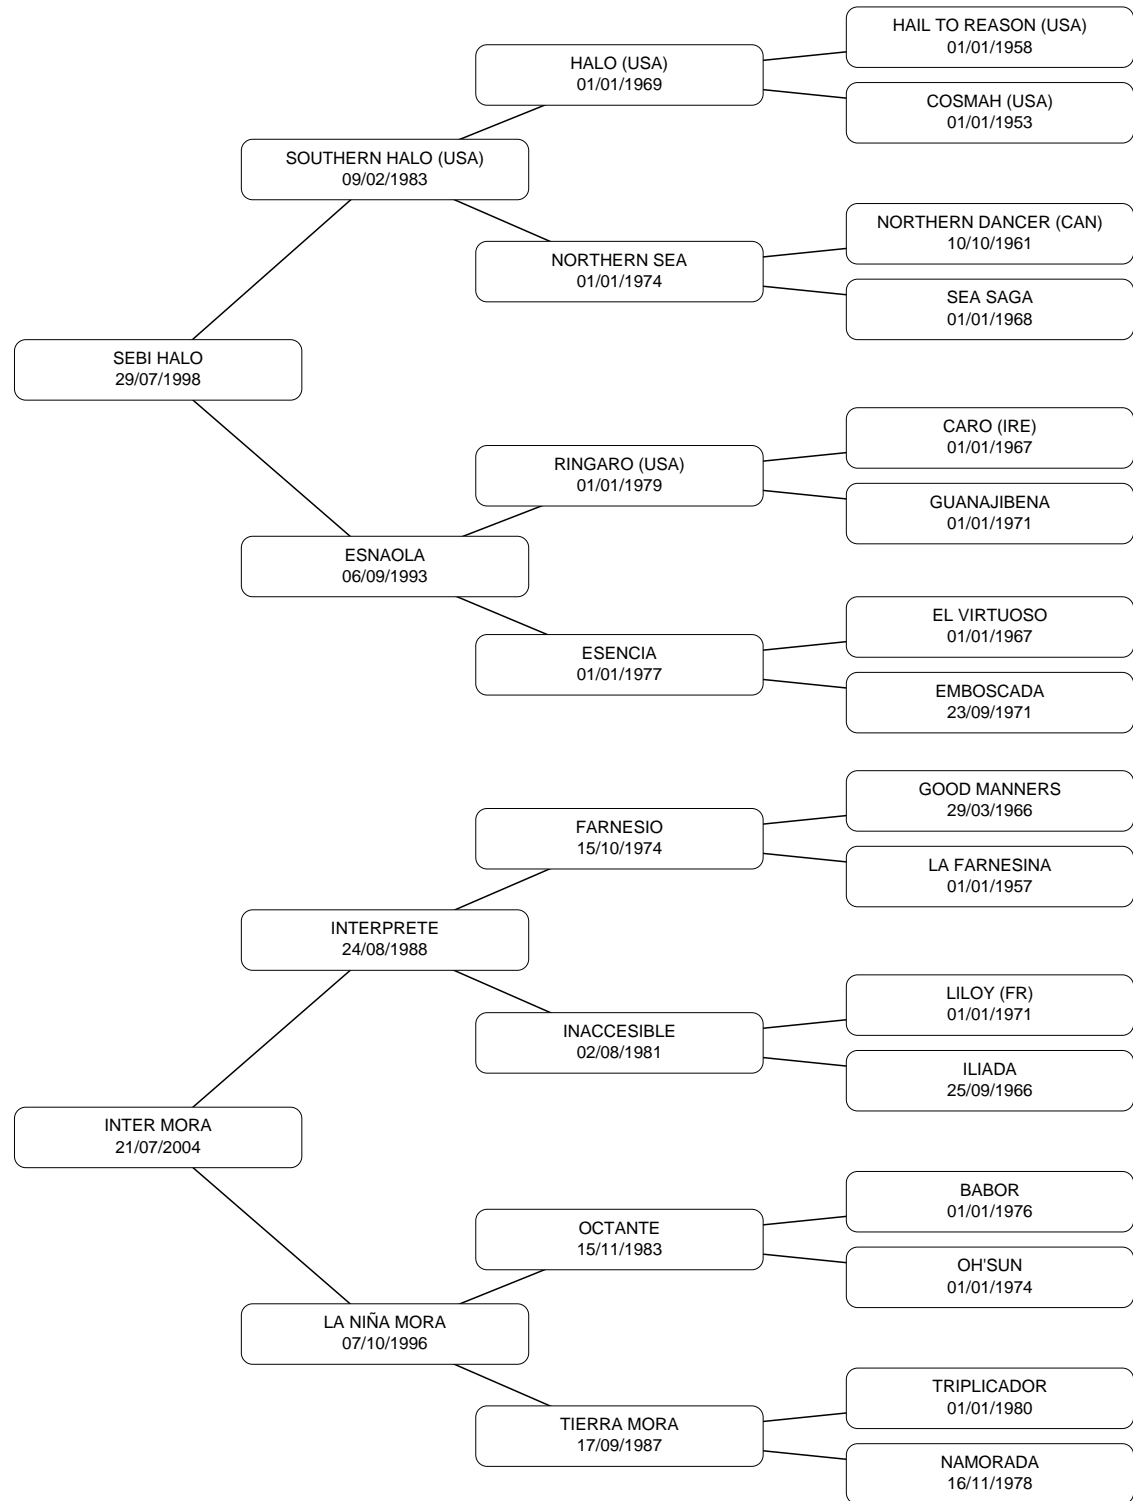 HAIL TO REASON (USA)
01/01/1958
HALO (USA)
01/01/1969
COSMAH (USA)
01/01/1953
SOUTHERN HALO (USA)
09/02/1983
NORTHERN DANCER (CAN)
10/10/1961
NORTHERN SEA
01/01/1974
SEA SAGA
01/01/1968
SEBI HALO
29/07/1998
CARO (IRE)
01/01/1967
RINGARO (USA)
01/01/1979
GUANAJIBENA
01/01/1971
ESNAOLA
06/09/1993
EL VIRTUOSO
01/01/1967
ESENCIA
01/01/1977
EMBOSCADA
23/09/1971
GOOD MANNERS
29/03/1966
FARNESIO
15/10/1974
LA FARNESINA
01/01/1957
INTERPRETE
24/08/1988
LILOY (FR)
01/01/1971
INACCESIBLE
02/08/1981
ILIADA
25/09/1966
INTER MORA
21/07/2004
BABOR
01/01/1976
OCTANTE
15/11/1983
OH'SUN
01/01/1974
LA NIÑA MORA
07/10/1996
TRIPLICADOR
01/01/1980
TIERRA MORA
17/09/1987
NAMORADA
16/11/1978